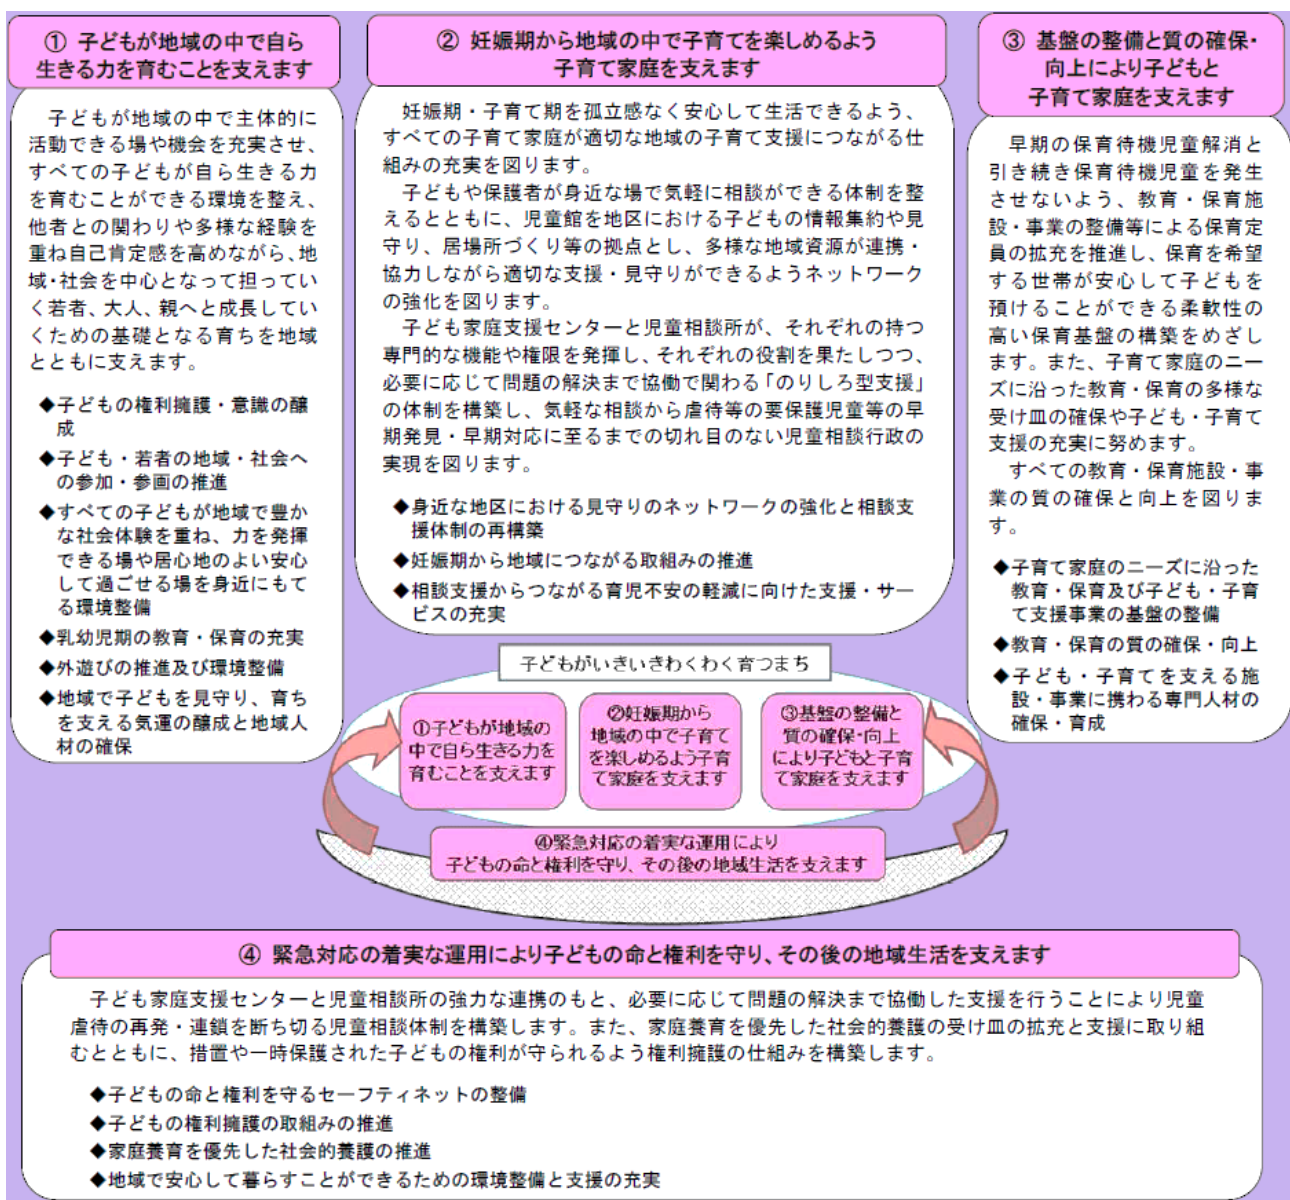 ① 子どもが地域の中で自ら
生きる力を育むことを支えます
子どもが地域の中で主体的に
活動できる場や機会を充実させ、
すべての子どもが自ら生きる力
を育むことができる環境を整え、
他者との関わりや多様な経験を
重ね自己肯定感を高めながら、地
域・社会を中心となって担ってい
く若者、大人、親へと成長してい
くための基礎となる育ちを地域
とともに支えます。
◆子どもの権利擁護・意識の醸
成
◆子ども・若者の地域・社会へ
の参加・参画の推進
◆すべての子どもが地域で豊か
な社会体験を重ね、力を発揮
できる場や居心地のよい安心
して過ごせる場を身近にもて
る環境整備
◆乳幼児期の教育・保育の充実
◆外遊びの推進及び環境整備
◆地域で子どもを見守り、育ち
を支える気運の醸成と地域人
材の確保
② 妊娠期から地域の中で子育てを楽しめるよう
子育て家庭を支えます
妊娠期・子育て期を孤立感なく安心して生活できるよう、
すべての子育て家庭が適切な地域の子育て支援につながる仕
組みの充実を図ります。
子どもや保護者が身近な場で気軽に相談ができる体制を整
えるとともに、児童館を地区における子どもの情報集約や見
守り、居場所づくり等の拠点とし、多様な地域資源が連携・
協力しながら適切な支援・見守りができるようネットワーク
の強化を図ります。
子ども家庭支援センターと児童相談所が、それぞれの持つ
専門的な機能や権限を発揮し、それぞれの役割を果たしつつ、
必要に応じて問題の解決まで協働で関わる「のりしろ型支援」
の体制を構築し、気軽な相談から虐待等の要保護児童等の早
期発見・早期対応に至るまでの切れ目のない児童相談行政の
実現を図ります。
◆身近な地区における見守りのネットワークの強化と相談支
援体制の再構築
◆妊娠期から地域につながる取組みの推進
◆相談支援からつながる育児不安の軽減に向けた支援・サー
ビスの充実
③ 基盤の整備と質の確保・
向上により子どもと
子育て家庭を支えます
早期の保育待機児童解消と
引き続き保育待機児童を発生
させないよう、教育・保育施
設・事業の整備等による保育定
員の拡充を推進し、保育を希望
する世帯が安心して子どもを
預けることができる柔軟性の
高い保育基盤の構築をめざし
ます。また、子育て家庭のニー
ズに沿った教育・保育の多様な
受け皿の確保や子ども・子育て
支援の充実に努めます。
すべての教育・保育施設・事
業の質の確保と向上を図りま
す。
◆子育て家庭のニーズに沿った
教育・保育及び子ども・子育
て支援事業の基盤の整備
◆教育・保育の質の確保・向上
◆子ども・子育てを支える施
設・事業に携わる専門人材の
確保・育成
子どもがいきいきわくわく育つまち
①子どもが地域の
中で自ら生きる力を
育むことを支えます
②妊娠期から
地域の中で子育て
を楽しめるよう子育
て家庭を支えます
③基盤の整備と
質の確保・向上
により子どもと子育
て家庭を支えます
④緊急対応の着実な運用により
子どもの命と権利を守り、その後の地域生活を支えます
④ 緊急対応の着実な運用により子どもの命と権利を守り、その後の地域生活を支えます
子ども家庭支援センターと児童相談所の強力な連携のもと、必要に応じて問題の解決まで協働した支援を行うことにより児童
虐待の再発・連鎖を断ち切る児童相談体制を構築します。また、家庭養育を優先した社会的養護の受け皿の拡充と支援に取り組
むとともに、措置や一時保護された子どもの権利が守られるよう権利擁護の仕組みを構築します。
◆子どもの命と権利を守るセーフティネットの整備
◆子どもの権利擁護の取組みの推進
◆家庭養育を優先した社会的養護の推進
◆地域で安心して暮らすことができるための環境整備と支援の充実